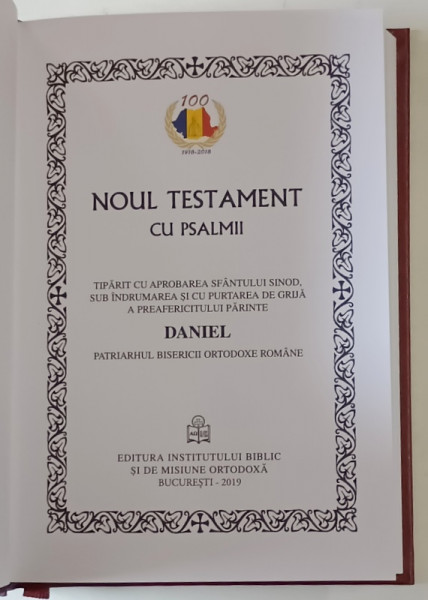 100
1918-2018
NOUL TESTAMENT
CU PSALMII
TIPĂRIT CU APROBAREA SFÂNTULUI SINOD,
SUB ÎNDRUMAREA ȘI CU PURTAREA DE GRIJĂ
A PREAFERICITULUI PĂRINTE
DANIEL
PATRIARHUL BISERICII ORTODOXE ROMÂNE
EDITURA INSTITUTULUI BIBLIC
ȘI DE MISIUNE ORTODOXĂ
BUCUREȘTI - 2019